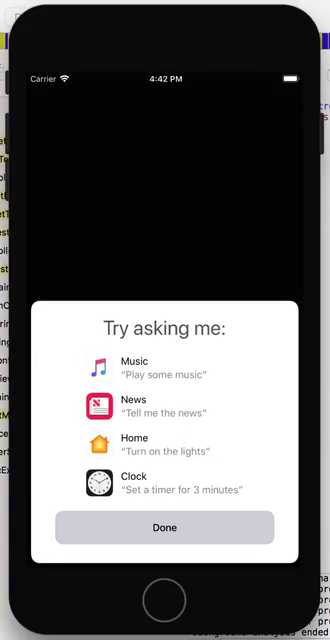 Carrier
4:42 PM
Try asking me:
Music
“Play some music”
News
“Tell me the news”
Home
“Turn on the lights”
Clock
“Set a timer for 3 minutes”
Done
ended